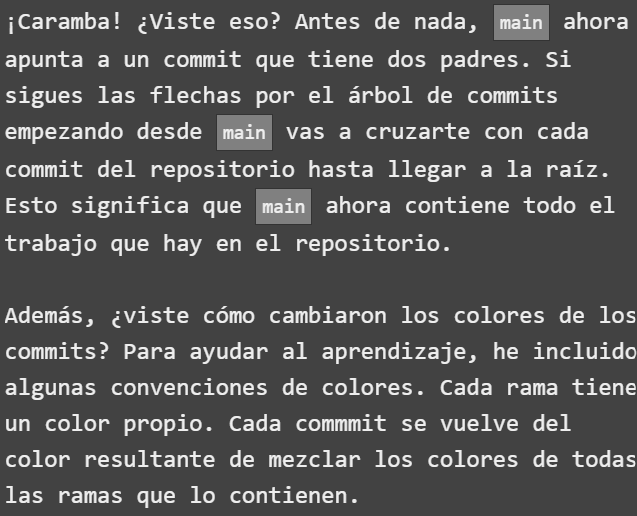 ¡Caramba! ¿Viste eso? Antes de nada, main ahora
apunta a un commit que tiene dos padres. Si
sigues las flechas por el árbol de commits
empezando desde main vas a cruzarte con cada
commit del repositorio hasta llegar a la raíz.
Esto significa que main ahora contiene todo el
trabajo que hay en el repositorio.
Además, ¿viste cómo cambiaron los colores de los
commits? Para ayudar al aprendizaje, he incluido
algunas convenciones de colores. Cada rama tiene
un color propio. Cada commmit se vuelve del
color resultante de mezclar los colores de todas
las ramas que lo contienen.